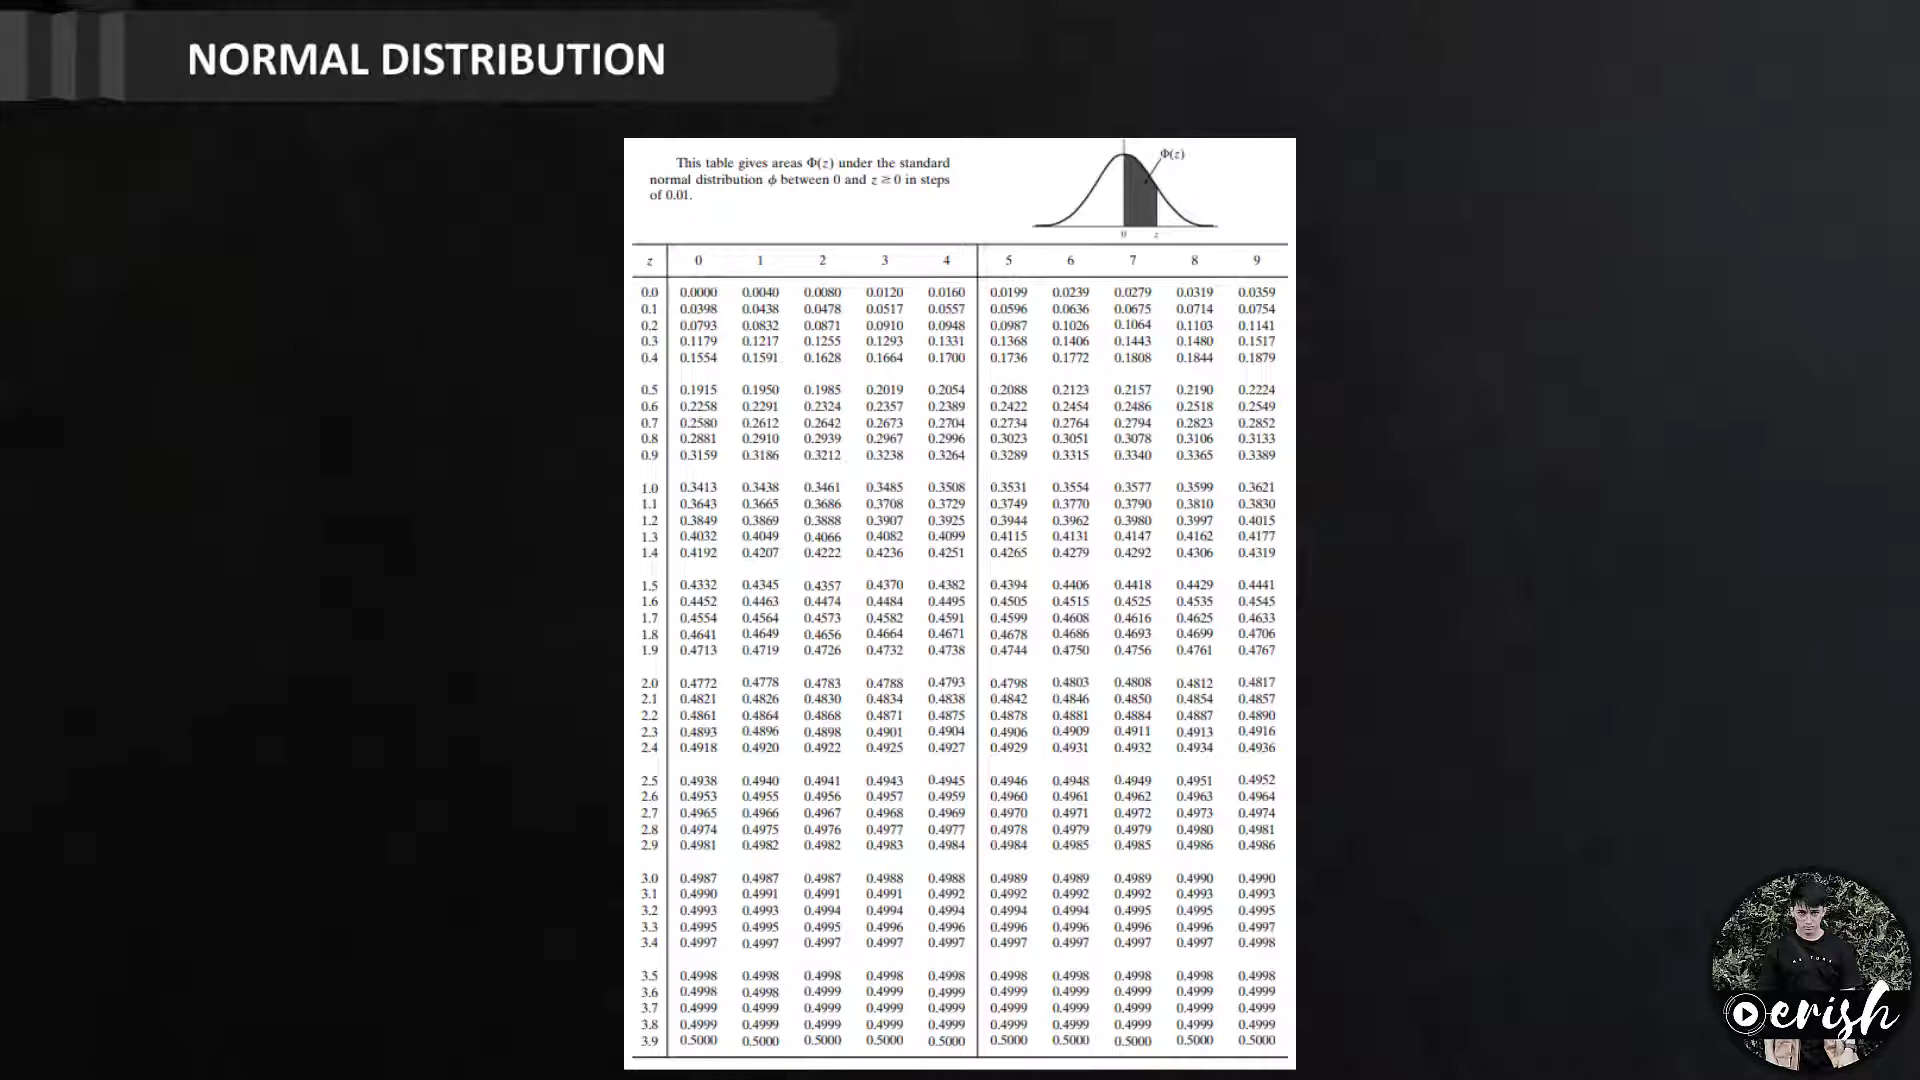 NORMAL DISTRIBUTION
This table gives areas Φ(z) under the standard
normal distribution ϕ between 0 and z ≥ 0 in steps
of 0.01.
Φ(z)
0 z
z 0 1 2 3 4 5 6 7 8 9
0.0 0.0000 0.0040 0.0080 0.0120 0.0160 0.0199 0.0239 0.0279 0.0319 0.0359
0.1 0.0398 0.0438 0.0478 0.0517 0.0557 0.0596 0.0636 0.0675 0.0714 0.0754
0.2 0.0793 0.0832 0.0871 0.0910 0.0948 0.0987 0.1026 0.1064 0.1103 0.1141
0.3 0.1179 0.1217 0.1255 0.1293 0.1331 0.1368 0.1406 0.1443 0.1480 0.1517
0.4 0.1554 0.1591 0.1628 0.1664 0.1700 0.1736 0.1772 0.1808 0.1844 0.1879
0.5 0.1915 0.1950 0.1985 0.2019 0.2054 0.2088 0.2123 0.2157 0.2190 0.2224
0.6 0.2258 0.2291 0.2324 0.2357 0.2389 0.2422 0.2454 0.2486 0.2518 0.2549
0.7 0.2580 0.2612 0.2642 0.2673 0.2704 0.2734 0.2764 0.2794 0.2823 0.2852
0.8 0.2881 0.2910 0.2939 0.2967 0.2996 0.3023 0.3051 0.3078 0.3106 0.3133
0.9 0.3159 0.3186 0.3212 0.3238 0.3264 0.3289 0.3315 0.3340 0.3365 0.3389
1.0 0.3413 0.3438 0.3461 0.3485 0.3508 0.3531 0.3554 0.3577 0.3599 0.3621
1.1 0.3643 0.3665 0.3686 0.3708 0.3729 0.3749 0.3770 0.3790 0.3810 0.3830
1.2 0.3849 0.3869 0.3888 0.3907 0.3925 0.3944 0.3962 0.3980 0.3997 0.4015
1.3 0.4032 0.4049 0.4066 0.4082 0.4099 0.4115 0.4131 0.4147 0.4162 0.4177
1.4 0.4192 0.4207 0.4222 0.4236 0.4251 0.4265 0.4279 0.4292 0.4306 0.4319
1.5 0.4332 0.4345 0.4357 0.4370 0.4382 0.4394 0.4406 0.4418 0.4429 0.4441
1.6 0.4452 0.4463 0.4474 0.4484 0.4495 0.4505 0.4515 0.4525 0.4535 0.4545
1.7 0.4554 0.4564 0.4573 0.4582 0.4591 0.4599 0.4608 0.4616 0.4625 0.4633
1.8 0.4641 0.4649 0.4656 0.4664 0.4671 0.4678 0.4686 0.4693 0.4699 0.4706
1.9 0.4713 0.4719 0.4726 0.4732 0.4738 0.4744 0.4750 0.4756 0.4761 0.4767
2.0 0.4772 0.4778 0.4783 0.4788 0.4793 0.4798 0.4803 0.4808 0.4812 0.4817
2.1 0.4821 0.4826 0.4830 0.4834 0.4838 0.4842 0.4846 0.4850 0.4854 0.4857
2.2 0.4861 0.4864 0.4868 0.4871 0.4875 0.4878 0.4881 0.4884 0.4887 0.4890
2.3 0.4893 0.4896 0.4898 0.4901 0.4904 0.4906 0.4909 0.4911 0.4913 0.4916
2.4 0.4918 0.4920 0.4922 0.4925 0.4927 0.4929 0.4931 0.4932 0.4934 0.4936
2.5 0.4938 0.4940 0.4941 0.4943 0.4945 0.4946 0.4948 0.4949 0.4951 0.4952
2.6 0.4953 0.4955 0.4956 0.4957 0.4959 0.4960 0.4961 0.4962 0.4963 0.4964
2.7 0.4965 0.4966 0.4967 0.4968 0.4969 0.4970 0.4971 0.4972 0.4973 0.4974
2.8 0.4974 0.4975 0.4976 0.4977 0.4977 0.4978 0.4979 0.4979 0.4980 0.4981
2.9 0.4981 0.4982 0.4982 0.4983 0.4984 0.4984 0.4985 0.4985 0.4986 0.4986
3.0 0.4987 0.4987 0.4987 0.4988 0.4988 0.4989 0.4989 0.4989 0.4990 0.4990
3.1 0.4990 0.4991 0.4991 0.4991 0.4992 0.4992 0.4992 0.4992 0.4993 0.4993
3.2 0.4993 0.4993 0.4994 0.4994 0.4994 0.4994 0.4994 0.4995 0.4995 0.4995
3.3 0.4995 0.4995 0.4995 0.4996 0.4996 0.4996 0.4996 0.4996 0.4996 0.4997
3.4 0.4997 0.4997 0.4997 0.4997 0.4997 0.4997 0.4997 0.4997 0.4997 0.4998
3.5 0.4998 0.4998 0.4998 0.4998 0.4998 0.4998 0.4998 0.4998 0.4998 0.4998
3.6 0.4998 0.4998 0.4999 0.4999 0.4999 0.4999 0.4999 0.4999 0.4999 0.4999
3.7 0.4999 0.4999 0.4999 0.4999 0.4999 0.4999 0.4999 0.4999 0.4999 0.4999
3.8 0.4999 0.4999 0.4999 0.4999 0.4999 0.4999 0.4999 0.4999 0.4999 0.4999
3.9 0.5000 0.5000 0.5000 0.5000 0.5000 0.5000 0.5000 0.5000 0.5000 0.5000
erish